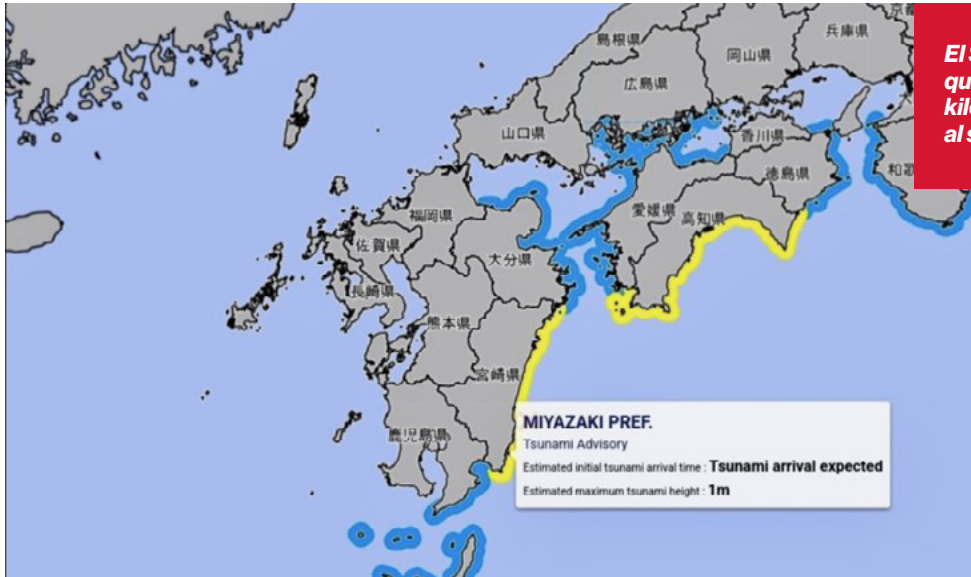 島根県
岡山県
兵庫県
広島県
山口県
香川県
徳島県
愛媛県
高知県
福岡県
佐賀県
長崎県
大分県
熊本県
宮崎県
鹿児島県
El
qu
al
MIYAZAKI PREF.
Tsunami Advisory
Estimated initial tsunami arrival time : Tsunami arrival expected
Estimated maximum tsunami height : 1m